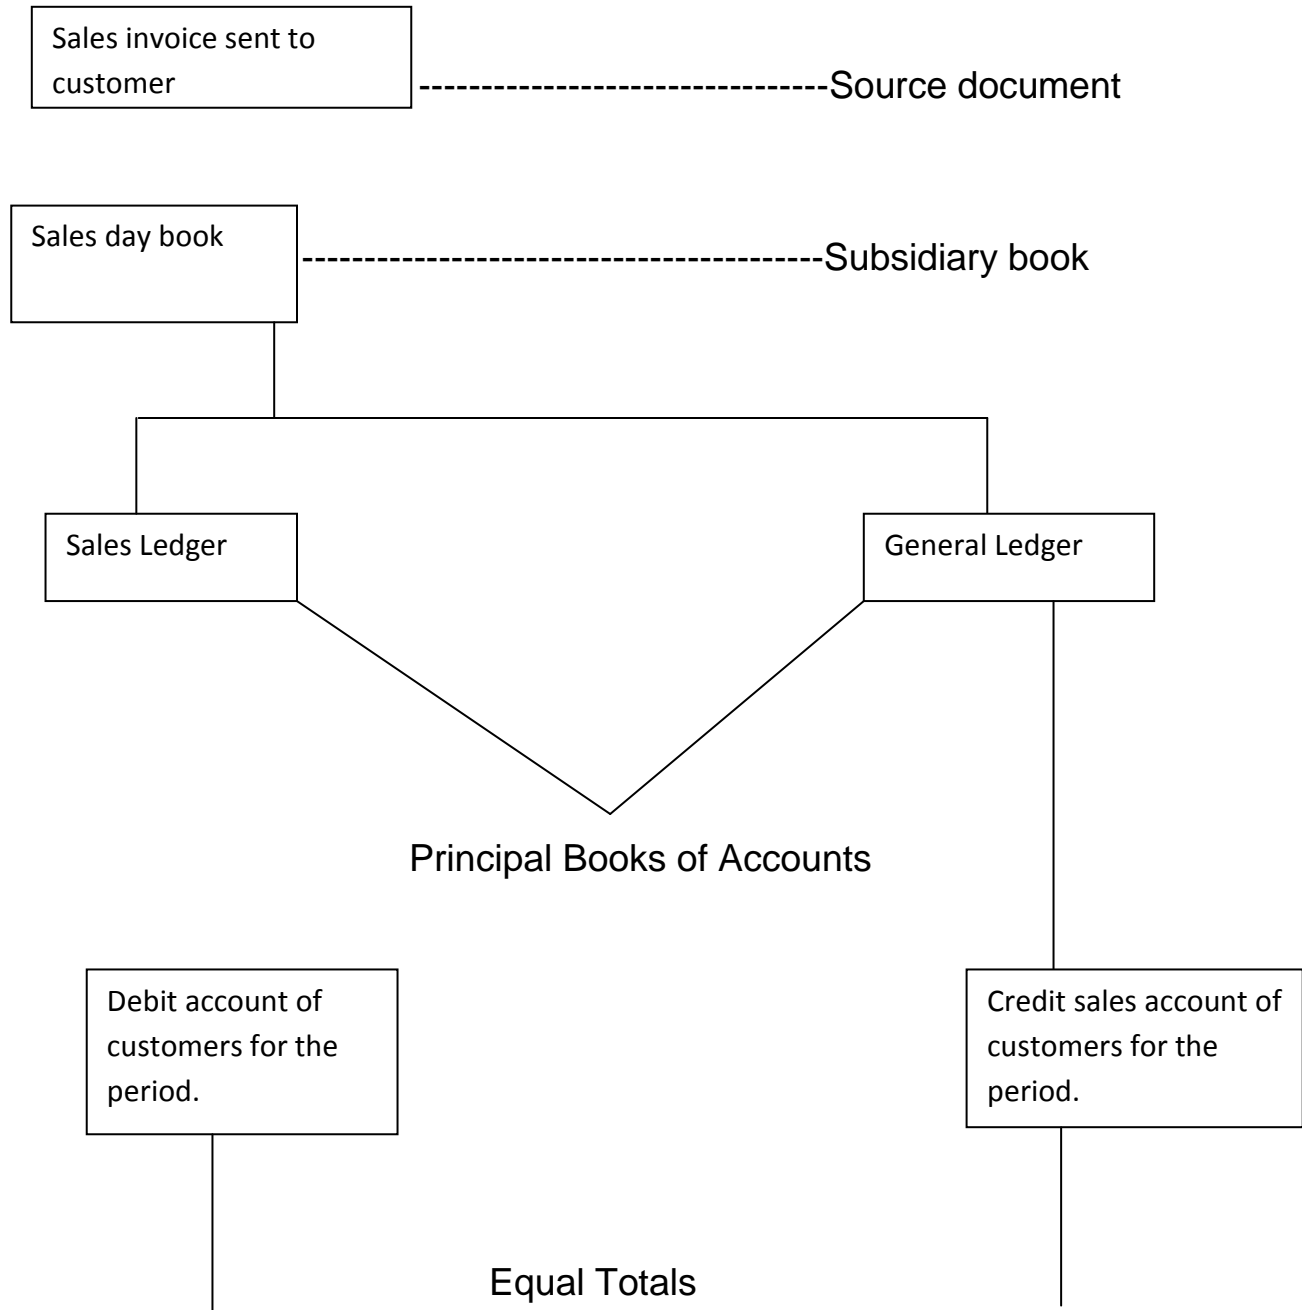 Sales invoice sent to
customer
--------------------------------Source document
Sales day book
-----------------------------------Subsidiary book
Sales Ledger
General Ledger
Principal Books of Accounts
Debit account of
customers for the
period.
Credit sales account of
customers for the
period.
Equal Totals